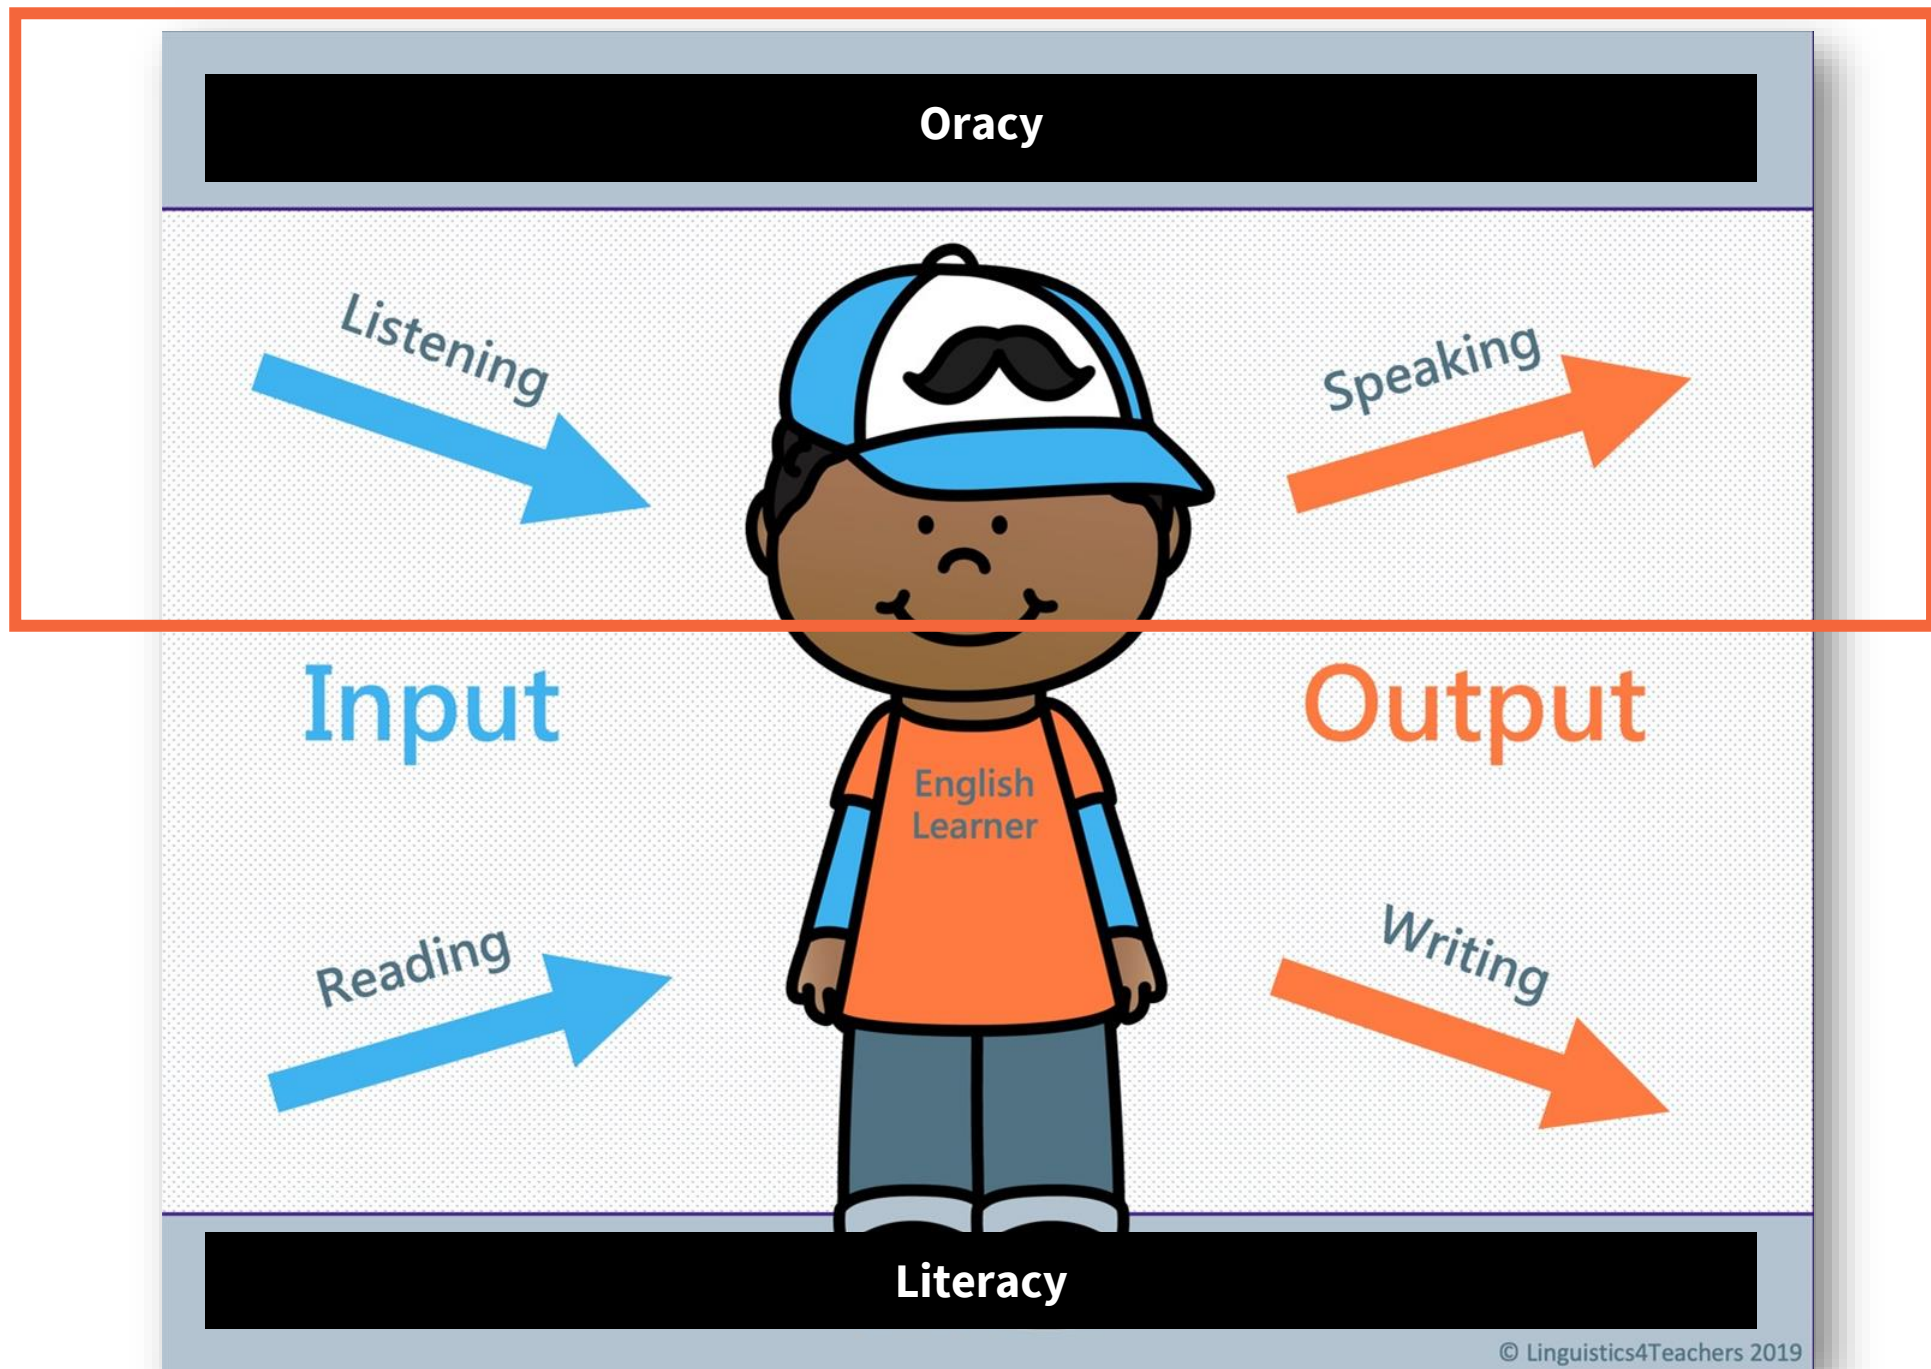 Oracy
Listening
Speaking
Input
Output
English
Learner
Reading
Writing
Literacy
© Linguistics4Teachers 2019